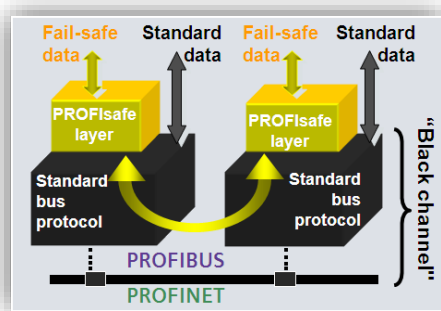 Fail-safe
data
Standard
data
Fail-safe
data
Standard
data
PROFIsafe
layer
PROFIsafe
layer
Standard
bus
protocol
Standard
bus
protocol
"Black channel"
PROFIBUS
PROFINET